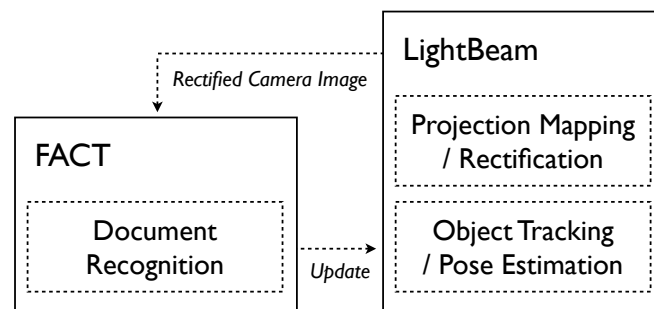 LightBeam
Rectified Camera Image
Projection Mapping
/ Rectification
FACT
Document
Recognition
Object Tracking
/ Pose Estimation
Update